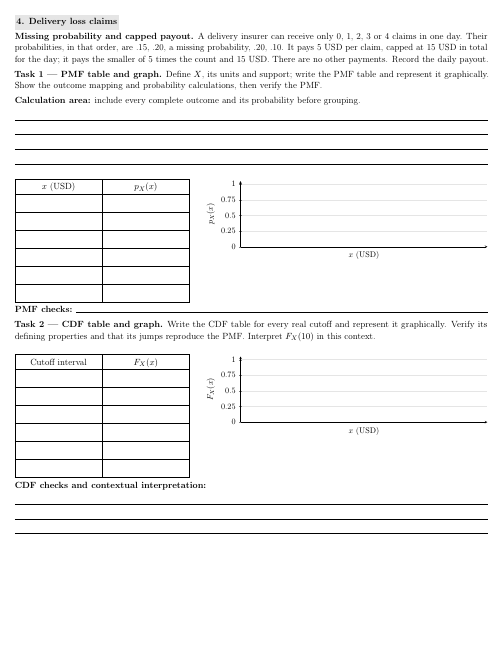 4. Delivery loss claims
Missing probability and capped payout. A delivery insurer can receive only 0, 1, 2, 3 or 4 claims in one day. Their
probabilities, in that order, are .15, .20, a missing probability, .20, .10. It pays 5 USD per claim, capped at 15 USD in total
for the day; it pays the smaller of 5 times the count and 15 USD. There are no other payments. Record the daily payout.
Task 1 — PMF table and graph. Define X, its units and support; write the PMF table and represent it graphically.
Show the outcome mapping and probability calculations, then verify the PMF.
Calculation area: include every complete outcome and its probability before grouping.
x (USD) pX(x)
1
0.75
0.5
0.25
0
pX(x)
x (USD)
PMF checks:
Task 2 — CDF table and graph. Write the CDF table for every real cutoff and represent it graphically. Verify its
defining properties and that its jumps reproduce the PMF. Interpret FX(10) in this context.
Cutoff interval FX(x)
1
0.75
0.5
0.25
0
FX(x)
x (USD)
CDF checks and contextual interpretation: